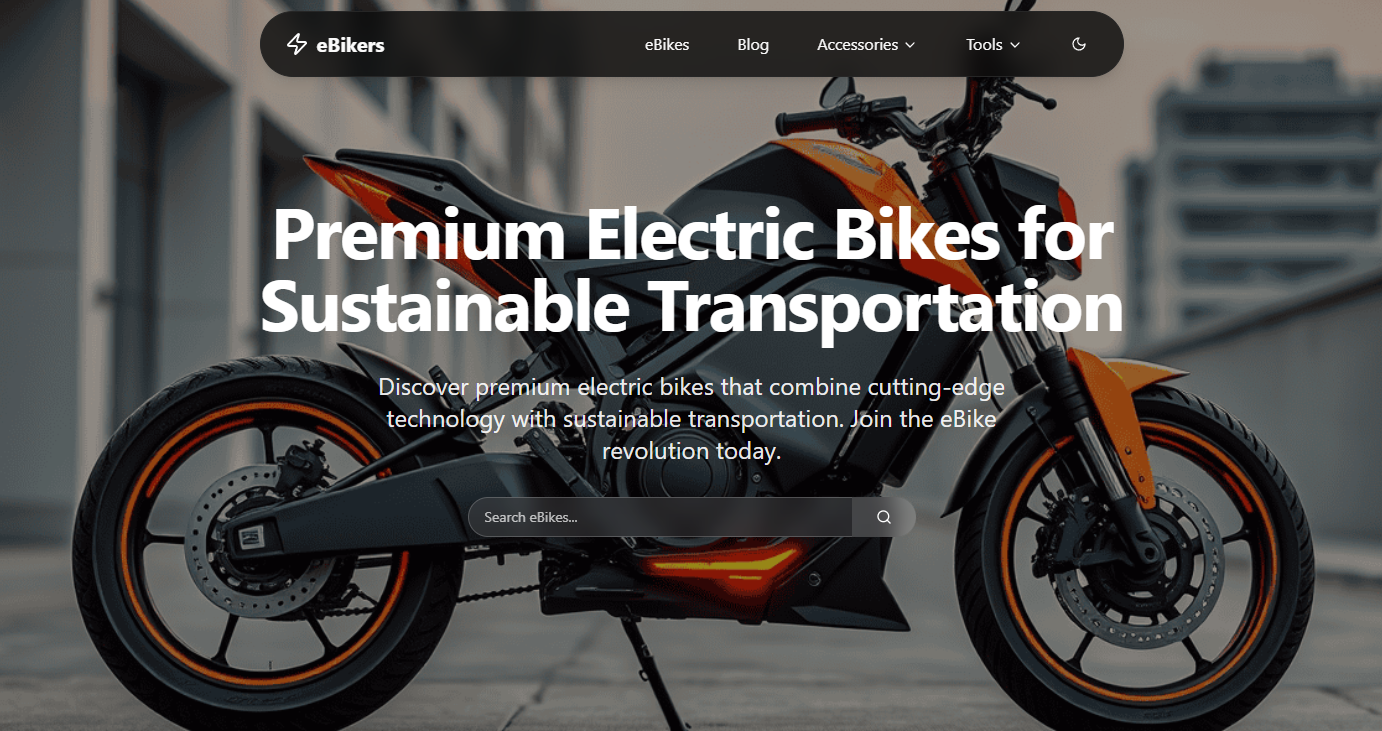 eBikers
eBikes
Blog
Accessories
Tools
Premium Electric Bikes for
Sustainable Transportation
Discover premium electric bikes that combine cutting-edge
technology with sustainable transportation. Join the eBike
revolution today.
Search eBikes...